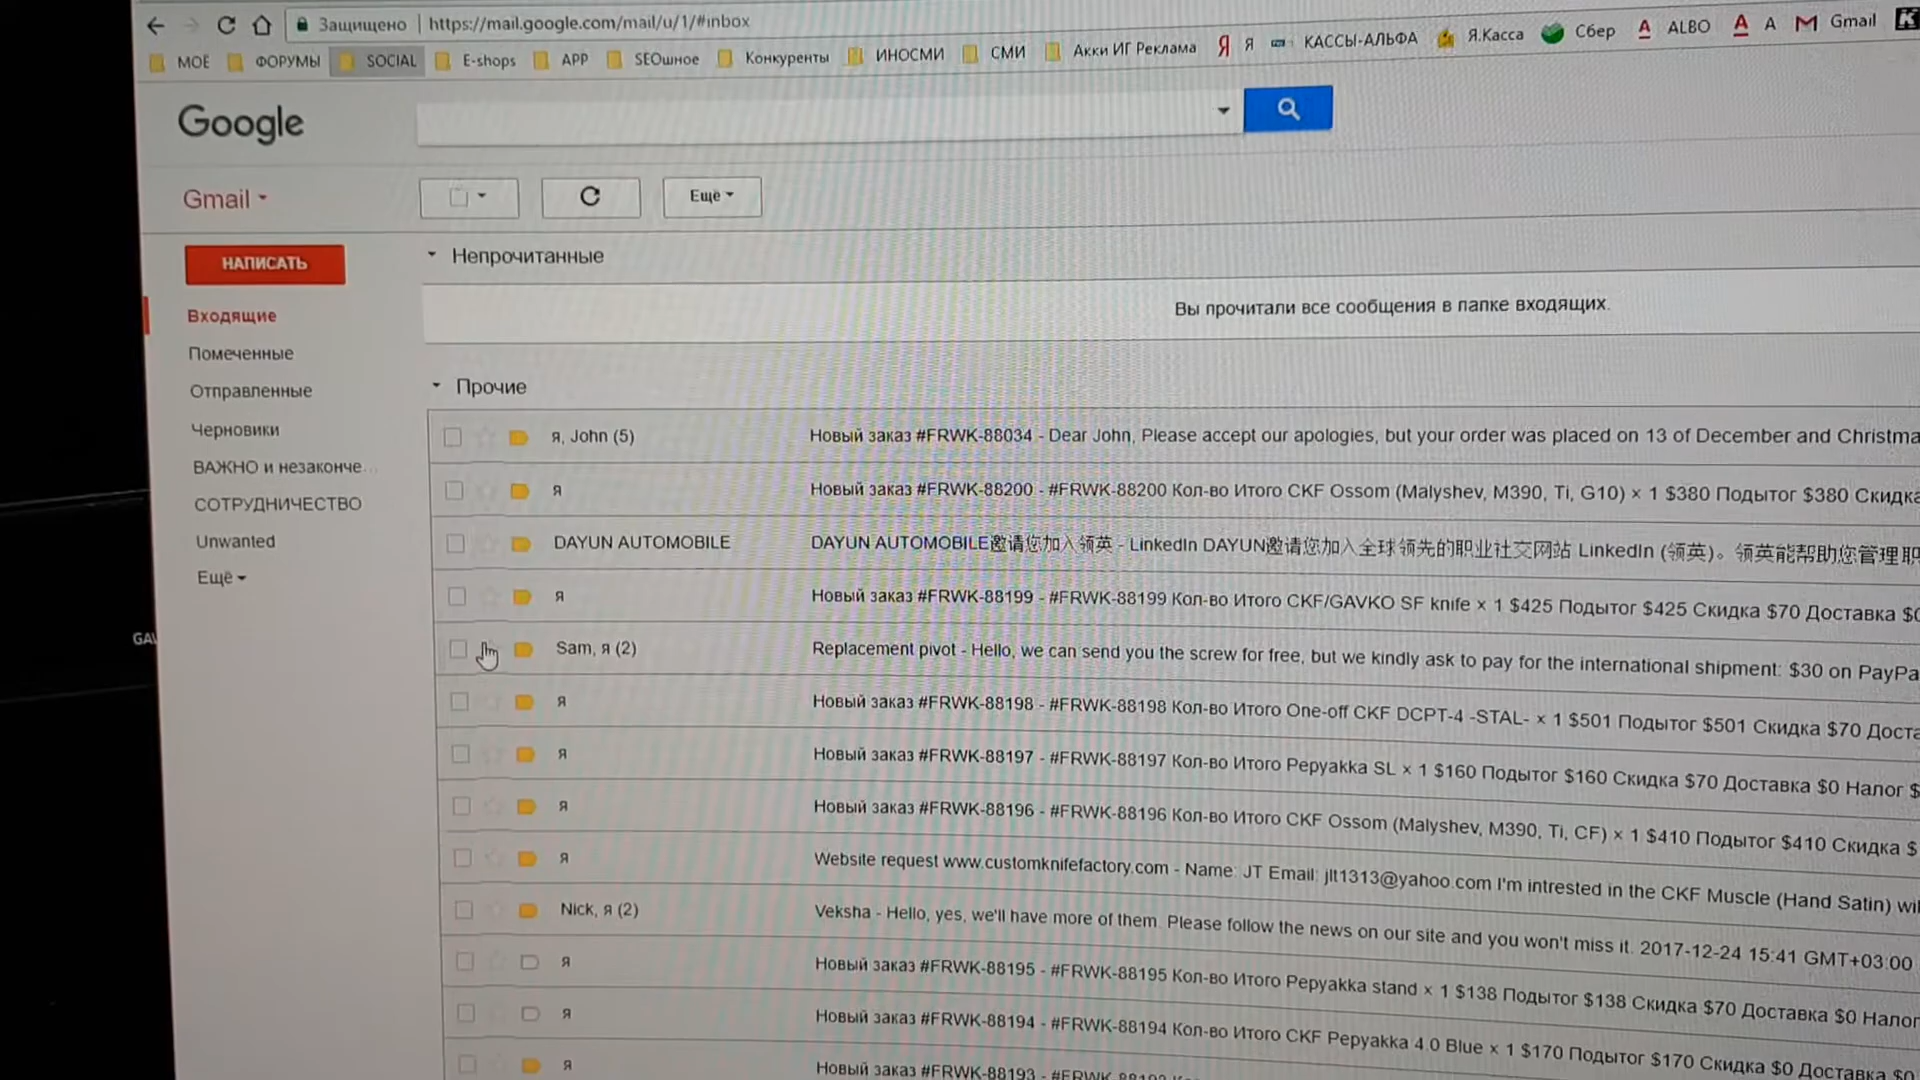 Защищено https://mail.google.com/mail/u/1/#inbox
МОЁ ФОРУМЫ SOCIAL E-shops APP SEOшное Конкуренты ИНОСМИ СМИ Акки ИГ Реклама Я Я КАССЫ-АЛЬФА Я.Касса Сбер ALBO А Gmail
Google
Gmail
Ещё
НАПИСАТЬ
Входящие
Помеченные
Отправленные
Черновики
ВАЖНО и незаконче...
СОТРУДНИЧЕСТВО
Unwanted
Ещё
Непрочитанные
Вы прочитали все сообщения в папке входящих.
Прочие
я, John (5) Новый заказ #FRWK-88034 - Dear John, Please accept our apologies, but your order was placed on 13 of December and Christma
я Новый заказ #FRWK-88200 - #FRWK-88200 Кол-во Итого CKF Ossom (Malyshev, M390, Ti, G10) × 1 $380 Подытог $380 Скидка
DAYUN AUTOMOBILE DAYUN AUTOMOBILE邀请您加入领英 - LinkedIn DAYUN邀请您加入全球领先的职业社交网站 LinkedIn (领英)。领英能帮助您管理职
я Новый заказ #FRWK-88199 - #FRWK-88199 Кол-во Итого CKF/GAVKO SF knife × 1 $425 Подытог $425 Скидка $70 Доставка $0
Sam, я (2) Replacement pivot - Hello, we can send you the screw for free, but we kindly ask to pay for the international shipment: $30 on PayPa
я Новый заказ #FRWK-88198 - #FRWK-88198 Кол-во Итого One-off CKF DCPT-4 -STAL- × 1 $501 Подытог $501 Скидка $70 Доста
я Новый заказ #FRWK-88197 - #FRWK-88197 Кол-во Итого Pepyakka SL × 1 $160 Подытог $160 Скидка $70 Доставка $0 Налог $
я Новый заказ #FRWK-88196 - #FRWK-88196 Кол-во Итого CKF Ossom (Malyshev, M390, Ti, CF) × 1 $410 Подытог $410 Скидка $
я Website request www.customknifefactory.com - Name: JT Email: jlt1313@yahoo.com I'm intrested in the CKF Muscle (Hand Satin) wil
Nick, я (2) Veksha - Hello, yes, we'll have more of them. Please follow the news on our site and you won't miss it. 2017-12-24 15:41 GMT+03:00
я Новый заказ #FRWK-88195 - #FRWK-88195 Кол-во Итого Pepyakka stand × 1 $138 Подытог $138 Скидка $70 Доставка $0 Налог
я Новый заказ #FRWK-88194 - #FRWK-88194 Кол-во Итого CKF Pepyakka 4.0 Blue × 1 $170 Подытог $170 Скидка $0 Доставка $0
я Новый заказ #FRWK-88193 -